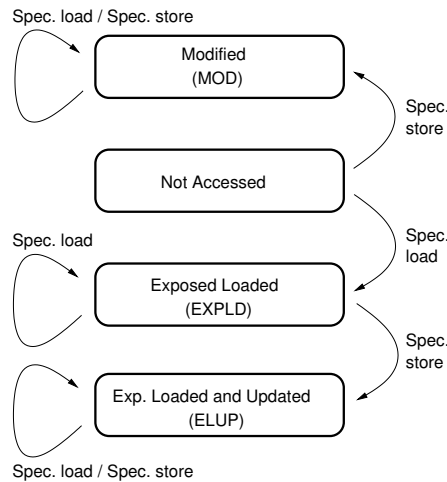 Spec. load / Spec. store
Modified
(MOD)
Spec.
store
Not Accessed
Spec.
load
Spec. load
Exposed Loaded
(EXPLD)
Spec.
store
Exp. Loaded and Updated
(ELUP)
Spec. load / Spec. store